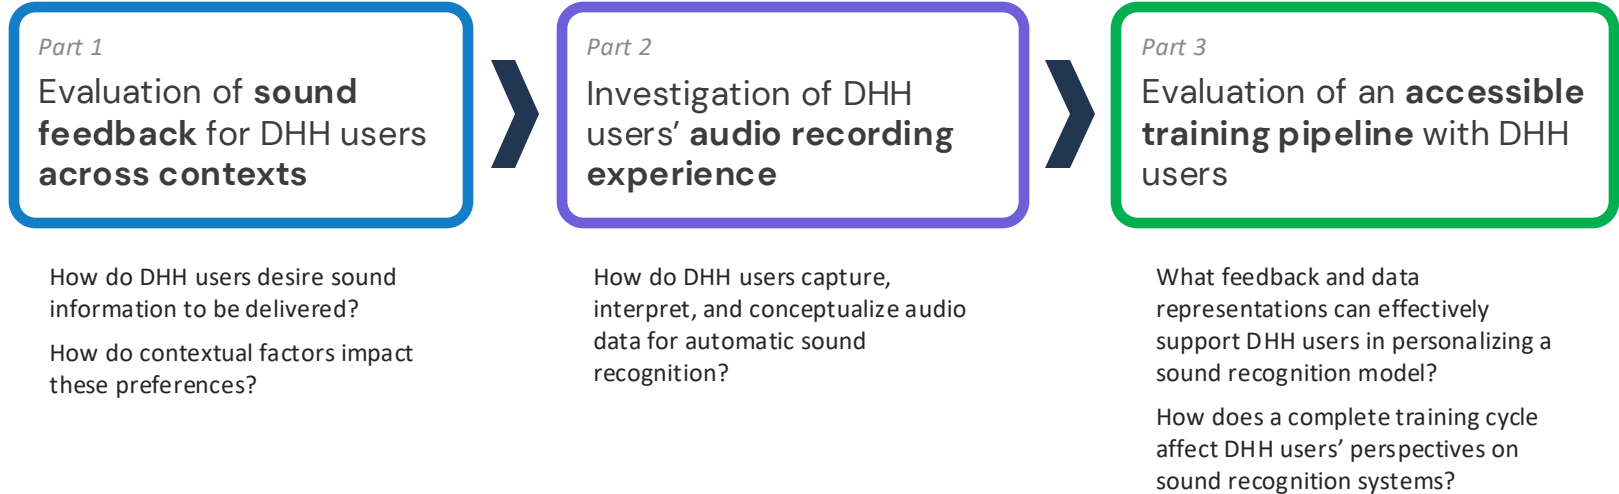 Part 1
Evaluation of sound
feedback for DHH users
across contexts
How do DHH users desire sound
information to be delivered?
How do contextual factors impact
these preferences?
Part 2
Investigation of DHH
users’ audio recording
experience
How do DHH users capture,
interpret, and conceptualize audio
data for automatic sound
recognition?
Part 3
Evaluation of an accessible
training pipeline with DHH
users
What feedback and data
representations can effectively
support DHH users in personalizing a
sound recognition model?
How does a complete training cycle
affect DHH users’ perspectives on
sound recognition systems?